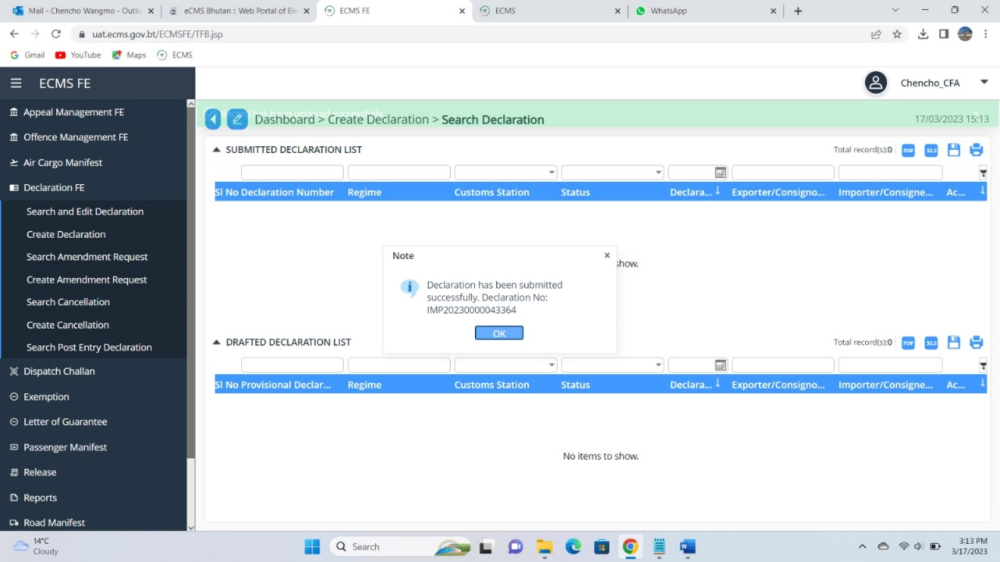 Mail - Chencho Wangmo - Outlo
eCMS Bhutan :: Web Portal of Ele
ECMS FE
ECMS
WhatsApp
uat.ecms.gov.bt/ECMSFE/TFB.jsp
Gmail YouTube Maps ECMS
ECMS FE
Chencho_CFA
Appeal Management FE
Offence Management FE
Air Cargo Manifest
Declaration FE
Search and Edit Declaration
Create Declaration
Search Amendment Request
Create Amendment Request
Search Cancellation
Create Cancellation
Search Post Entry Declaration
Dispatch Challan
Exemption
Letter of Guarantee
Passenger Manifest
Release
Reports
Road Manifest
has been updated successfully
Dashboard > Create Declaration > Search Declaration
17/03/2023 15:13
SUBMITTED DECLARATION LIST
Total record(s):0 PDF XLS
Sl No Declaration Number Regime Customs Station Status Declara... Exporter/Consigno... Importer/Consigne... Ac...
show.
Note
Declaration has been submitted
successfully. Declaration No:
IMP20230000043364
OK
DRAFTED DECLARATION LIST
Total record(s):0 PDF XLS
Sl No Provisional Declar... Regime Customs Station Status Declara... Exporter/Consigno... Importer/Consigne... Ac...
No items to show.
14°C
Cloudy
Search
3:13 PM
3/17/2023